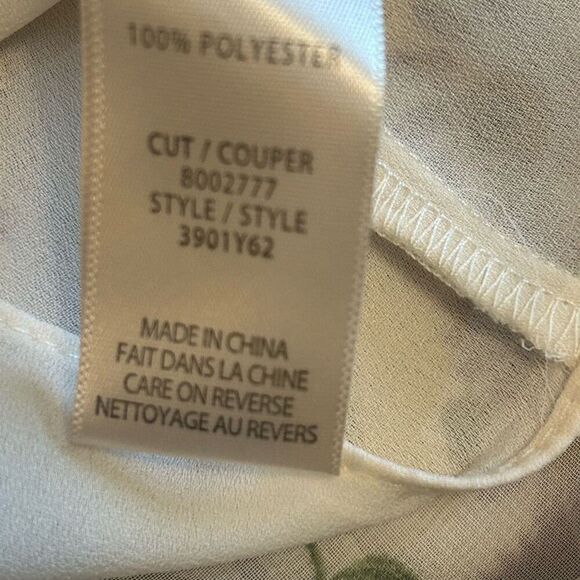 100% POLYESTER
CUT / COUPER
8002777
STYLE / STYLE
3901Y62
MADE IN CHINA
FAIT DANS LA CHINE
CARE ON REVERSE
NETTOYAGE AU REVERS